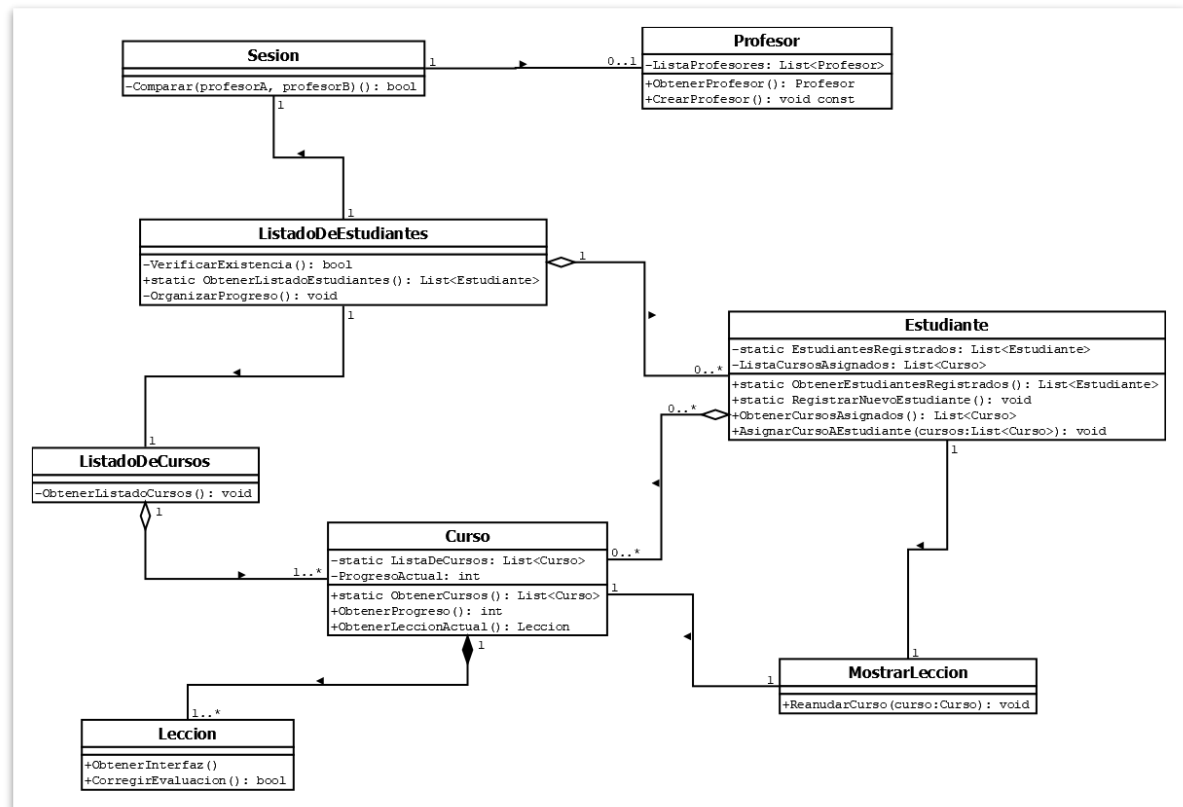 Sesion
-Comparar(profesorA, profesorB)(): bool
1
0..1
Profesor
-ListaProfesores: List<Profesor>
+ObtenerProfesor(): Profesor
+CrearProfesor(): void const
1
1
ListadoDeEstudiantes
-VerificarExistencia(): bool
+static ObtenerListadoEstudiantes(): List<Estudiante>
-OrganizarProgreso(): void
1
1
0..*
Estudiante
-static EstudiantesRegistrados: List<Estudiante>
-ListaCursosAsignados: List<Curso>
+static ObtenerEstudiantesRegistrados(): List<Estudiante>
+static RegistrarNuevoEstudiante(): void
+ObtenerCursosAsignados(): List<Curso>
+AsignarCursoAEstudiante(cursos:List<Curso>): void
0..*
1
1
ListadoDeCursos
-ObtenerListadoCursos(): void
1
1..*
Curso
-static ListaDeCursos: List<Curso>
-ProgresoActual: int
+static ObtenerCursos(): List<Curso>
+ObtenerProgreso(): int
+ObtenerLeccionActual(): Leccion
0..*
1
1
1
1
MostrarLeccion
+ReanudarCurso(curso:Curso): void
1..*
Leccion
+ObtenerInterfaz()
+CorregirEvaluacion(): bool